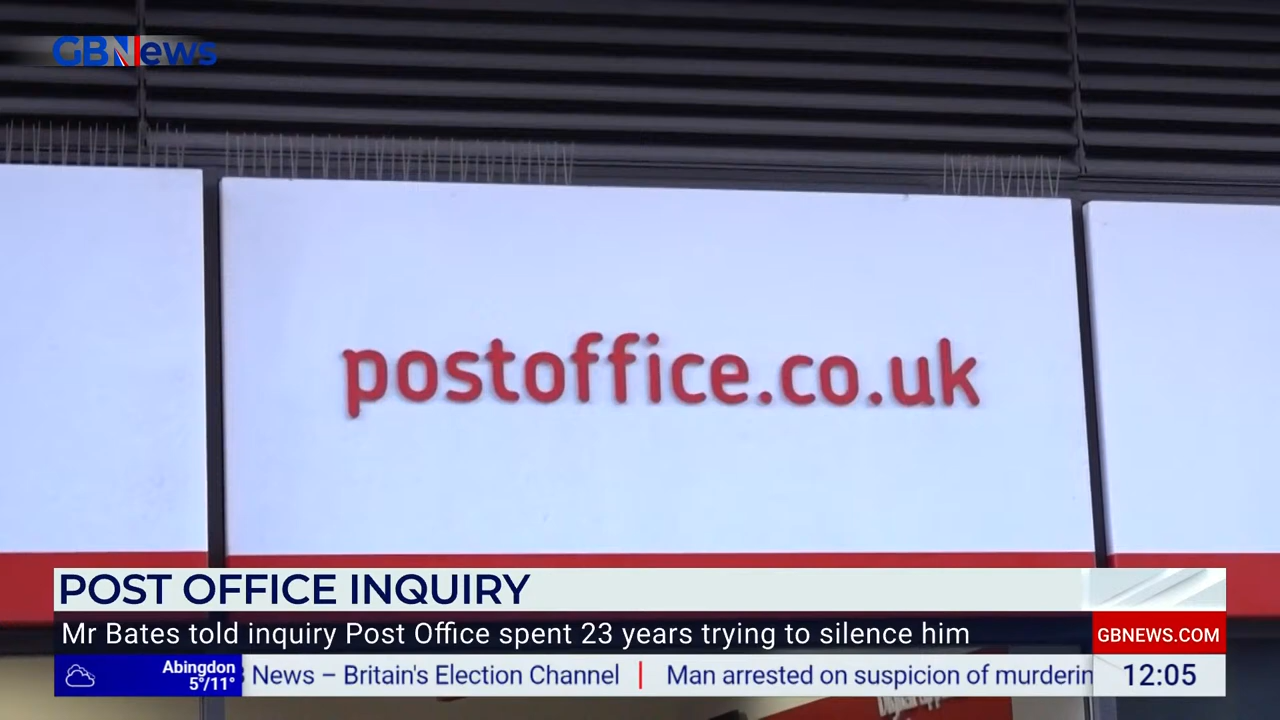 GBNews
postoffice.co.uk
POST OFFICE INQUIRY
Mr Bates told inquiry Post Office spent 23 years trying to silence him
GBNEWS.COM
Abingdon
5°/11°
News – Britain's Election Channel | Man arrested on suspicion of murderin
12:05